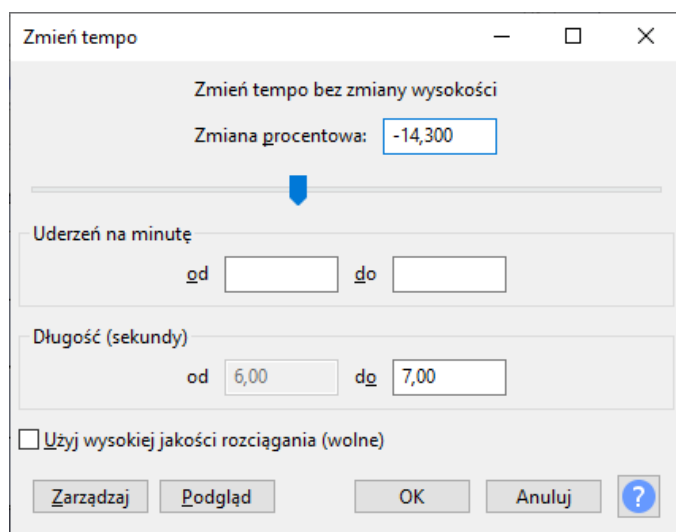 Zmień tempo
Zmień tempo bez zmiany wysokości
Zmiana procentowa: -14,300
Uderzeń na minutę
od do
Długość (sekundy)
od 6,00 do 7,00
Użyj wysokiej jakości rozciągania (wolne)
Zarządzaj Podgląd OK Anuluj ?